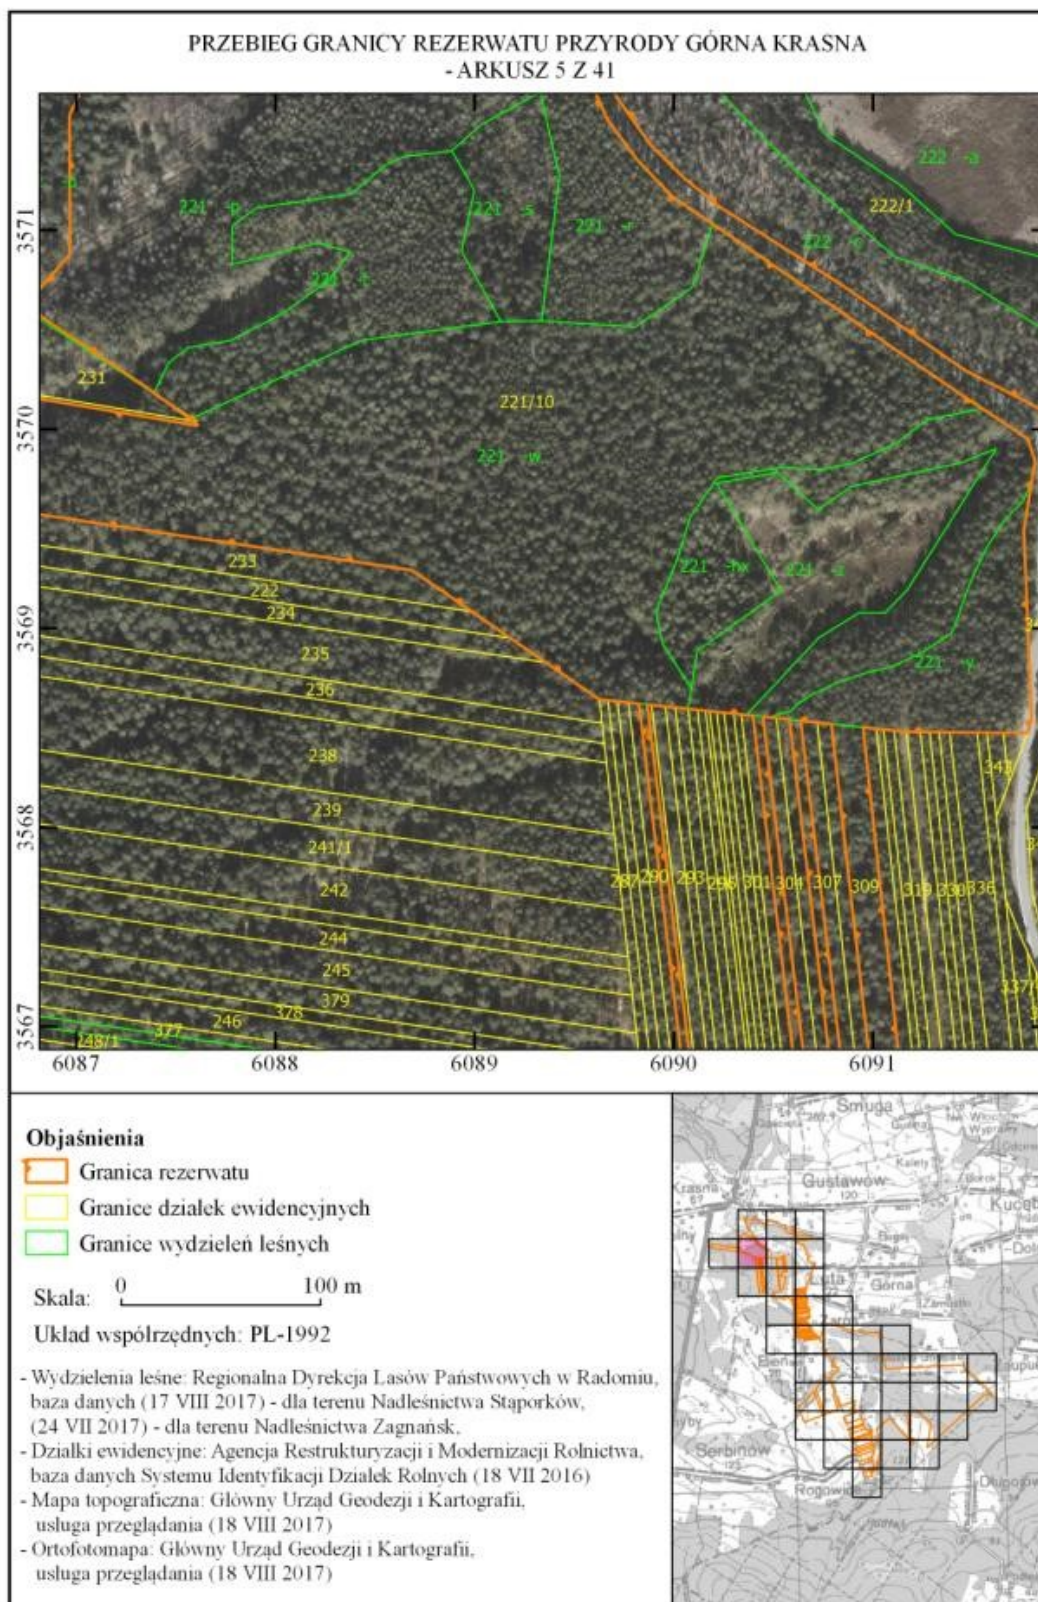 PRZEBIEG GRANICY REZERWATU PRZYRODY GÓRNA KRASNA
- ARKUSZ 5 Z 41
222 -a
221 -p
221 -s
222/1
3571
222
231
221/10
3570
221 -w
233
221 -hx
222
234
3569
235
221 -y
236
238
343
239
3568
241/1
242
287
290
293
301
304
307
309
319
336
244
245
379
378
246
377
248/1
3567
6087
6088
6089
6090
6091
Objaśnienia
Granica rezerwatu
Granice działek ewidencyjnych
Granice wydzieleń leśnych
Skala:
0
100 m
Układ współrzędnych: PL-1992
- Wydzielenia leśne: Regionalna Dyrekcja Lasów Państwowych w Radomiu,
baza danych (17 VIII 2017) - dla terenu Nadleśnictwa Stąporków,
(24 VII 2017) - dla terenu Nadleśnictwa Zagnańsk,
- Działki ewidencyjne: Agencja Restrukturyzacji i Modernizacji Rolnictwa,
baza danych Systemu Identyfikacji Działek Rolnych (18 VII 2016)
- Mapa topograficzna: Główny Urząd Geodezji i Kartografii,
usługa przeglądania (18 VIII 2017)
- Ortofotomapa: Główny Urząd Geodezji i Kartografii,
usługa przeglądania (18 VIII 2017)
Smuga
Kalety
Krasna
Gustawów
120
Luta
Górna
Serbinów
Rogowice